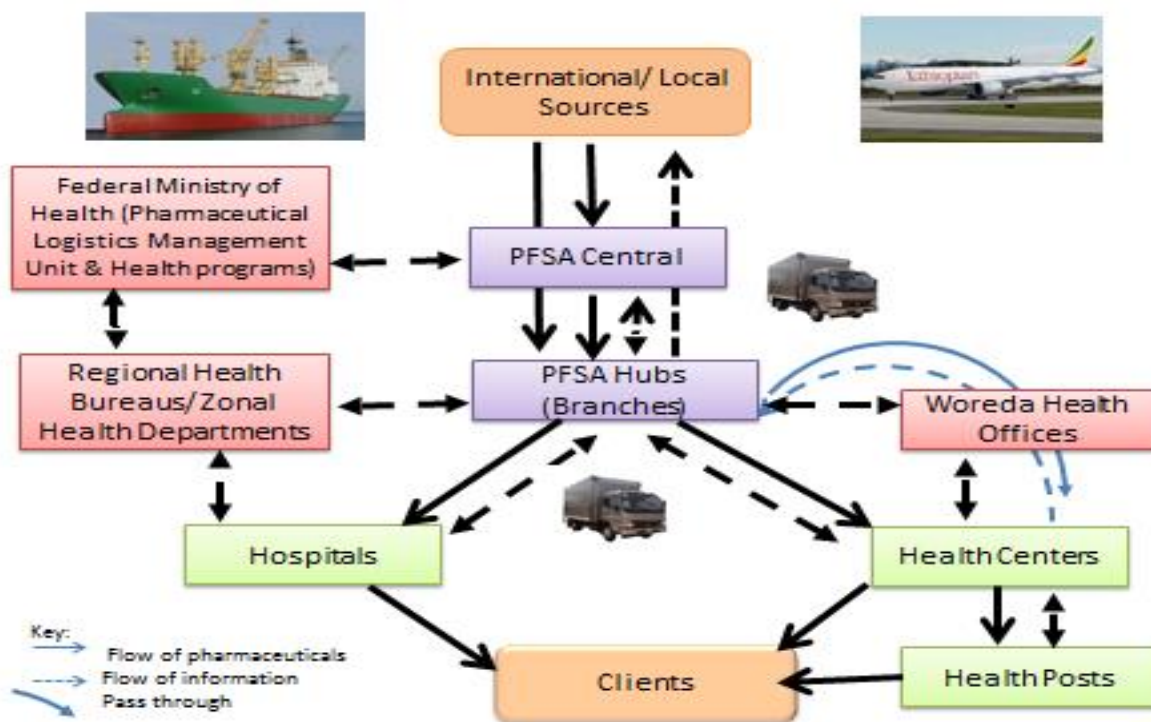 International/ Local
Sources
Ethiopian
Federal Ministry of
Health (Pharmaceutical
Logistics Management
Unit & Health programs)
PFSA Central
Regional Health
Bureaus/ Zonal
Health Departments
PFSA Hubs
(Branches)
Woreda Health
Offices
Hospitals
Health Centers
Key:
Flow of pharmaceuticals
Flow of information
Pass through
Clients
Health Posts